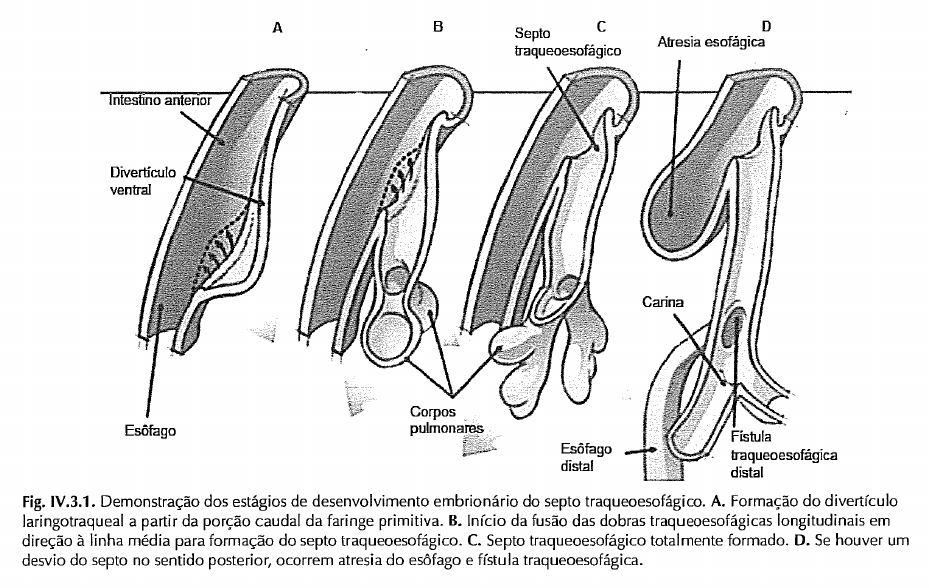 A
B
C
D
Septo
traqueoesofágico
Atresia esofágica
Intestino anterior
Divertículo
ventral
Carina
Corpos
pulmonares
Esôfago
Esôfago
distal
Fístula
traqueoesofágica
distal
Fig. IV.3.1. Demonstração dos estágios de desenvolvimento embrionário do septo traqueoesofágico. A. Formação do divertículo
laringotraqueal a partir da porção caudal da faringe primitiva. B. Início da fusão das dobras traqueoesofágicas longitudinais em
direção à linha média para formação do septo traqueoesofágico. C. Septo traqueoesofágico totalmente formado. D. Se houver um
desvio do septo no sentido posterior, ocorrem atresia do esôfago e fístula traqueoesofágica.